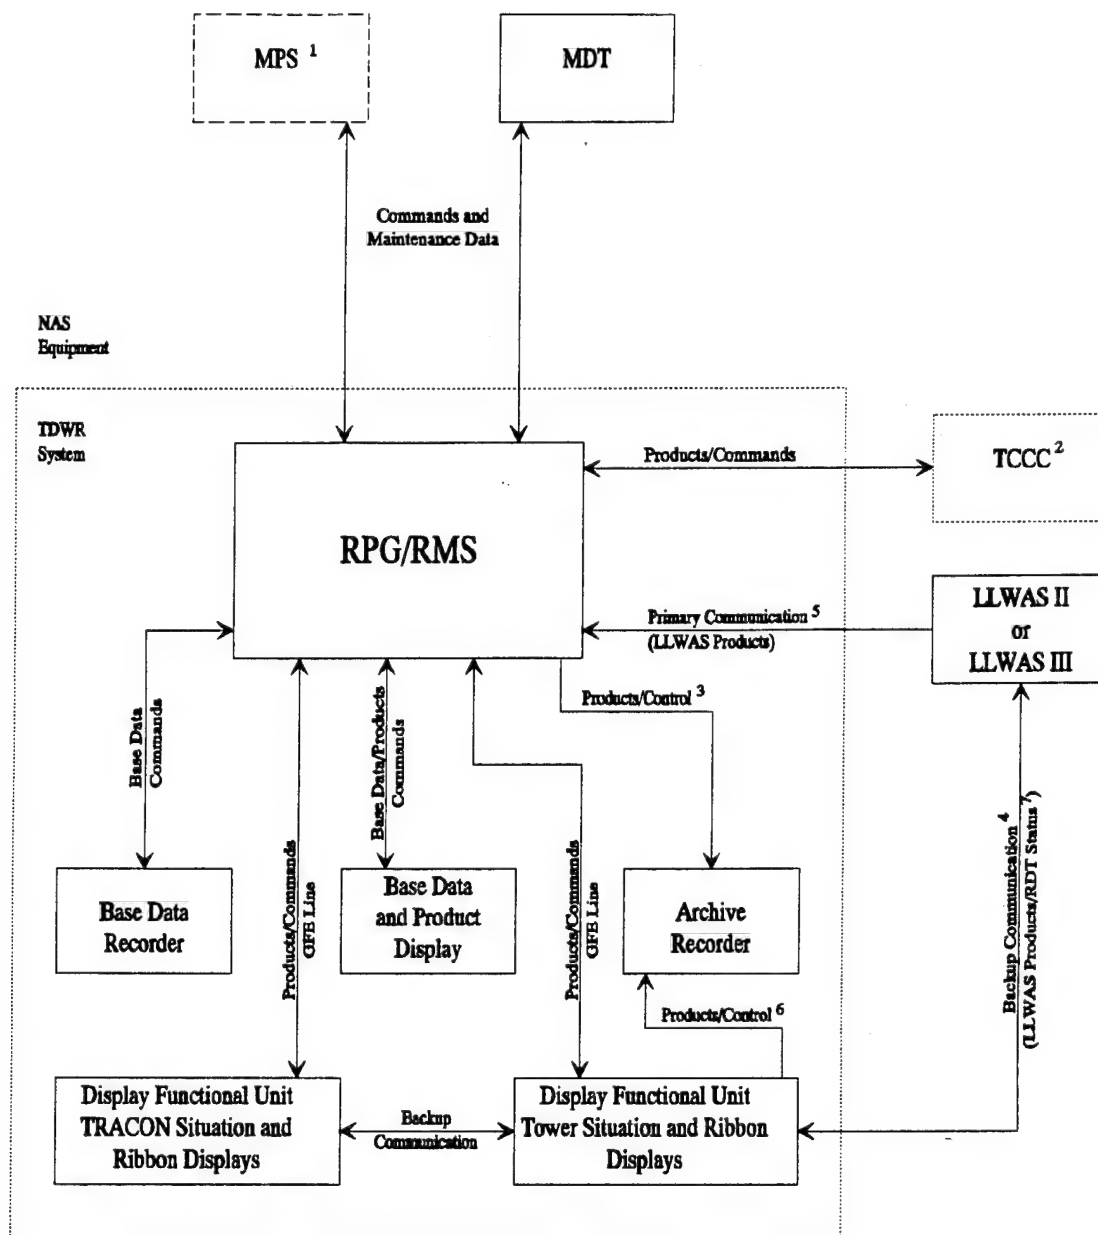 MPS 1
MDT
Commands and
Maintenance Data
NAS
Equipment
TDWR
System
RPG/RMS
Products/Commands
TCCC 2
Primary Communication 5
(LLWAS Products)
LLWAS II
or
LLWAS III
Products/Control 3
Base Data
Commands
Base Data/Products
Commands
Products/Commands
GFE Line
Products/Commands
GFE Line
Backup Communication 4
(LLWAS Products/RDT Status 7)
Base Data
Recorder
Base Data
and Product
Display
Archive
Recorder
Products/Control 6
Display Functional Unit
TRACON Situation and
Ribbon Displays
Backup
Communication
Display Functional Unit
Tower Situation and Ribbon
Displays